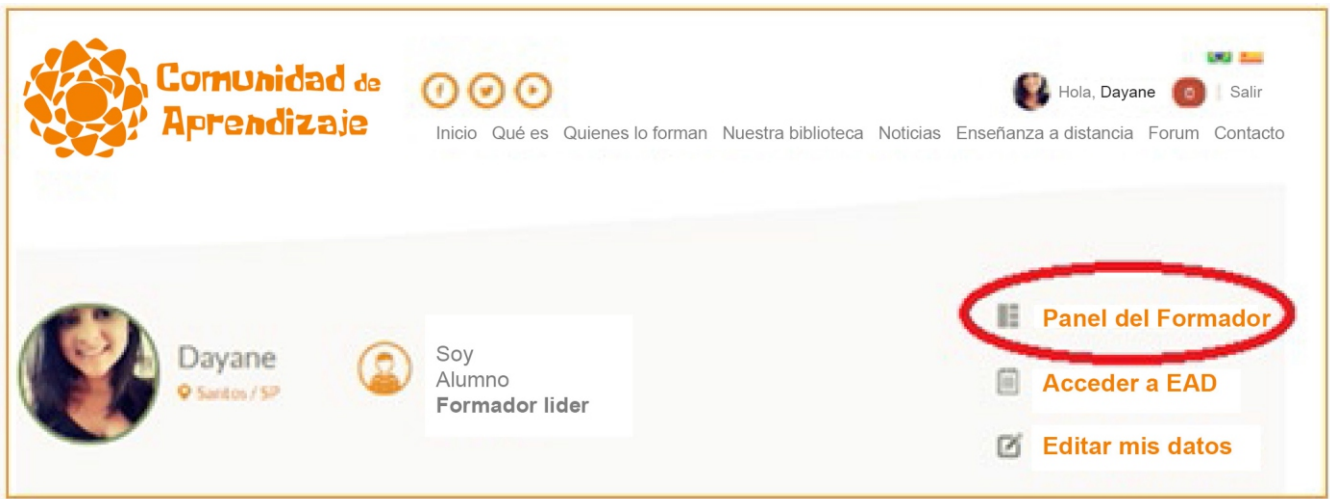 Comunidad de
Aprendizaje
Hola, Dayane | Salir
Inicio Qué es Quienes lo forman Nuestra biblioteca Noticias Enseñanza a distancia Forum Contacto
Dayane
Santos / SP
Soy
Alumno
Formador lider
Panel del Formador
Acceder a EAD
Editar mis datos